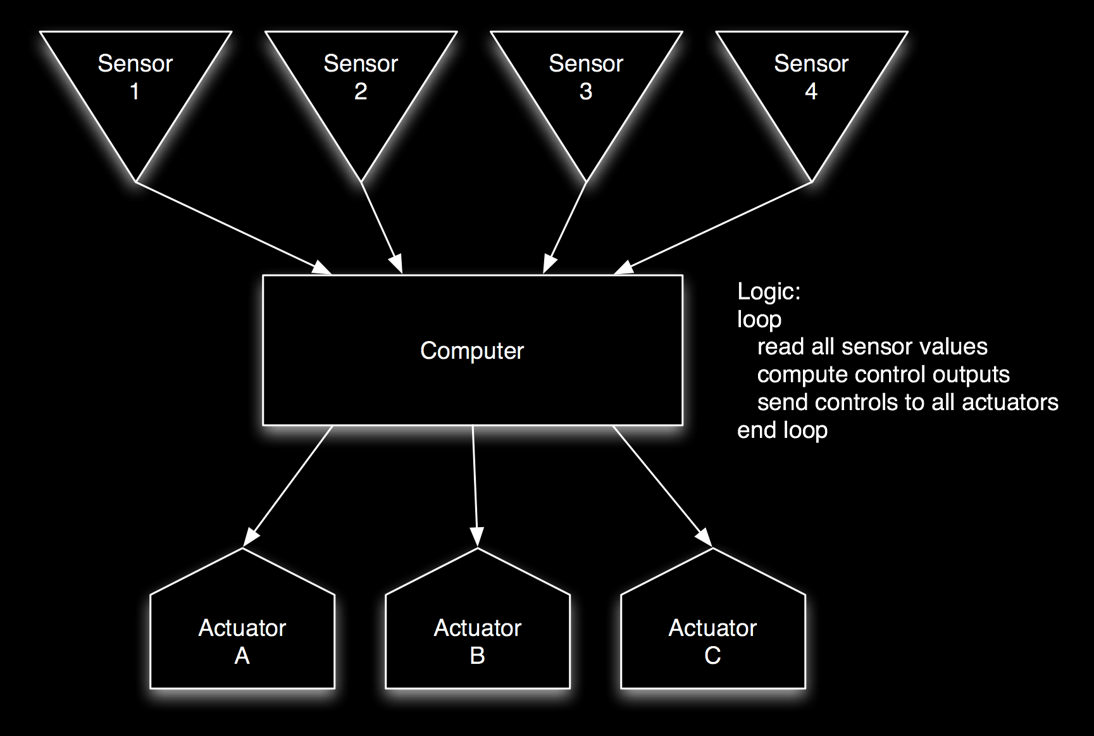 Sensor
1
Sensor
2
Sensor
3
Sensor
4
Computer
Logic:
loop
read all sensor values
compute control outputs
send controls to all actuators
end loop
Actuator
A
Actuator
B
Actuator
C